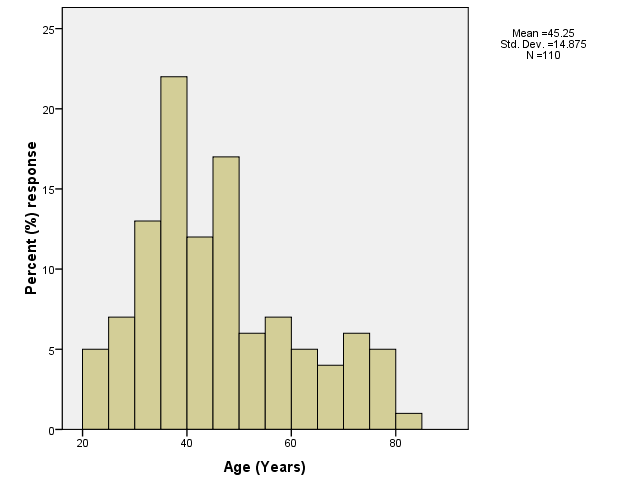 25
20
15
10
5
0
Percent (%) response
20 40 60 80
Age (Years)
Mean =45.25
Std. Dev. =14.875
N =110